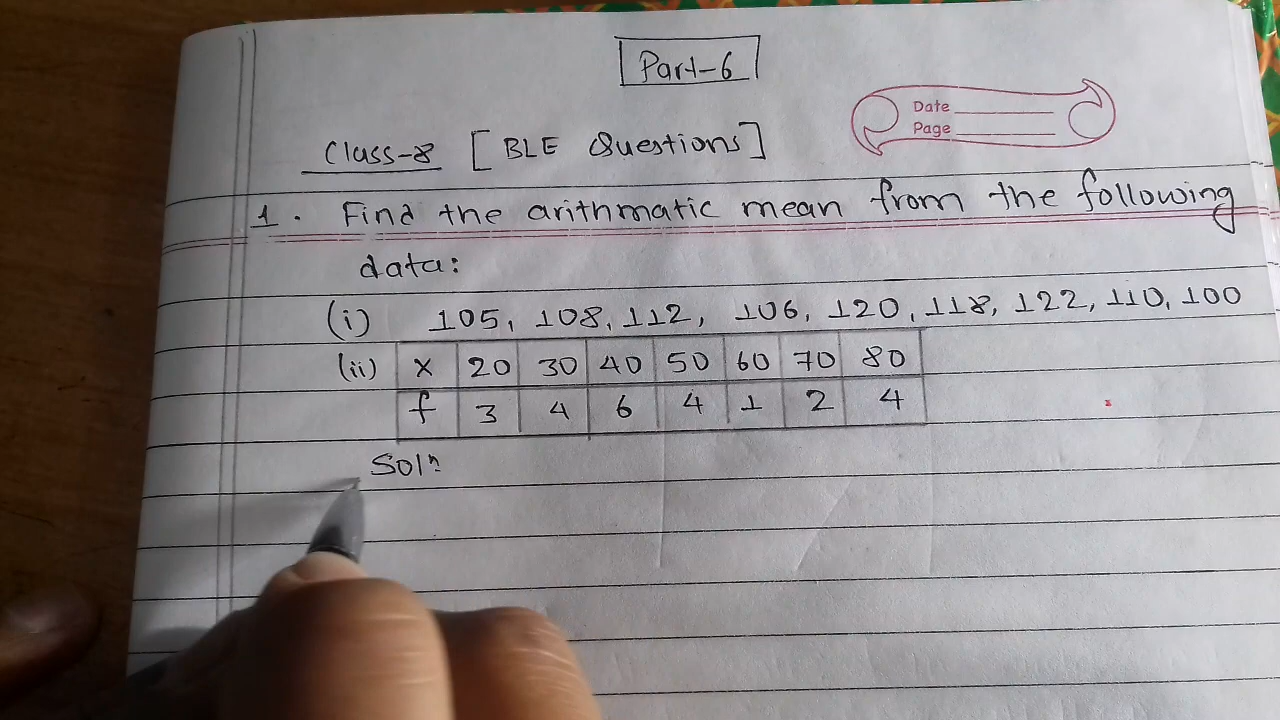 Part-6
Date
Page
Class-8 [BLE Questions]
1. Find the arithmatic mean from the following
data:
(i) 105, 108, 112, 106, 120, 118, 122, 110, 100
(ii) x 20 30 40 50 60 70 80
f 3 4 6 4 1 2 4
Soln